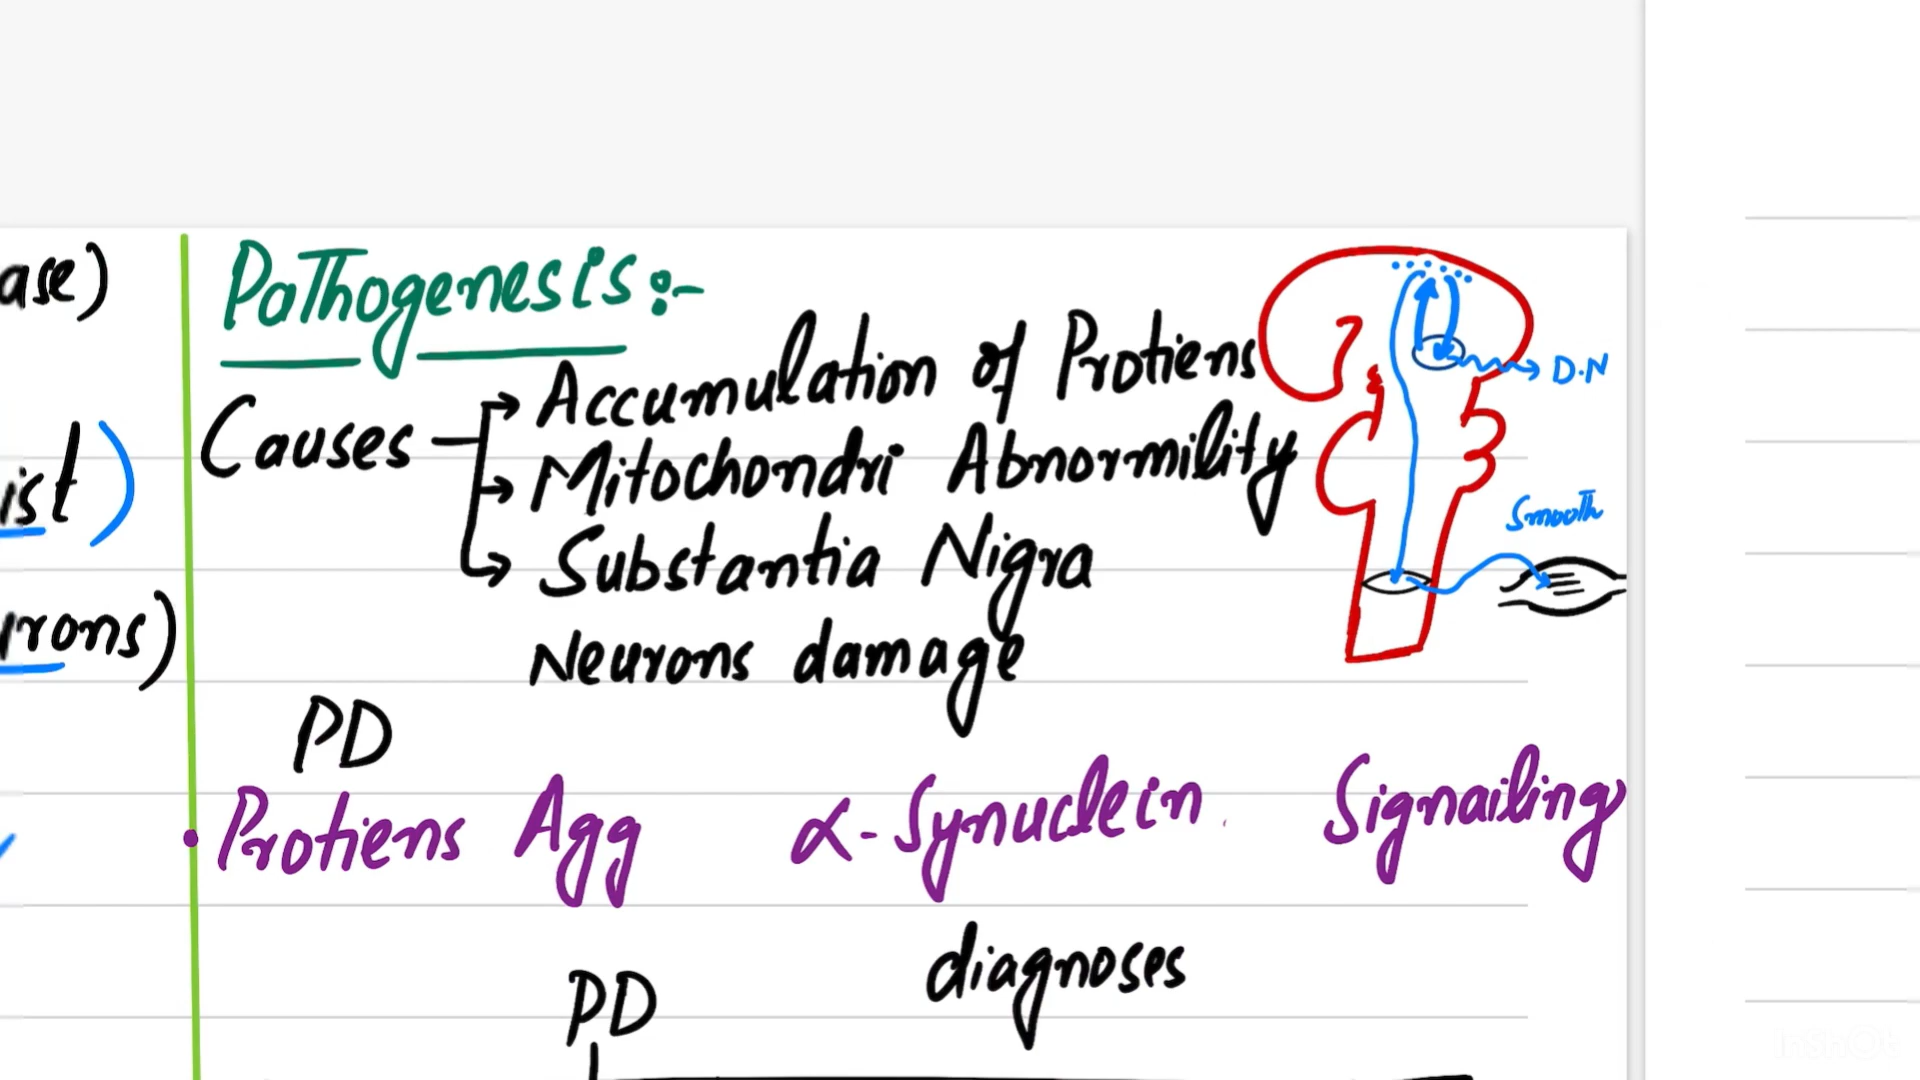 ase)
ist)
rons)
Pathogenesis:-
Causes → Accumulation of Protiens
→ Mitochondri Abnormility
→ Substantia Nigra
Neurons damage
D.N
Smooth
PD
• Protiens Agg α-Synuclein. Signailing
diagnoses
PD
InShOt